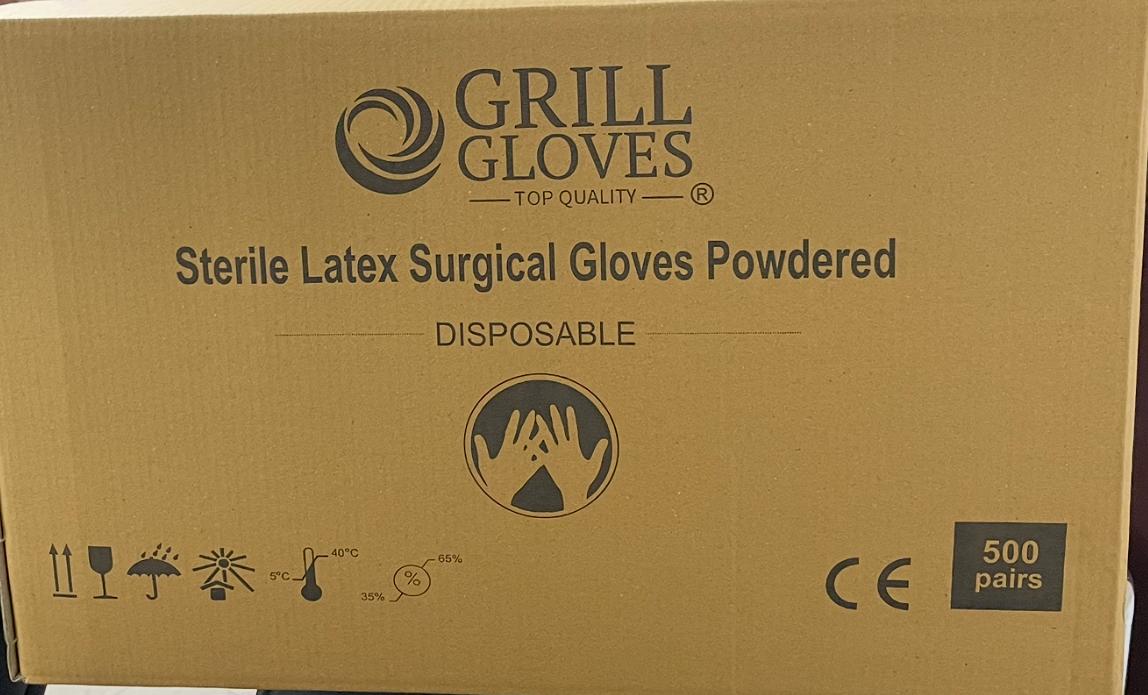 GRILL
GLOVES
TOP QUALITY ®
Sterile Latex Surgical Gloves Powdered
DISPOSABLE
40°C
5°C
%
65%
35%
CE
500
pairs